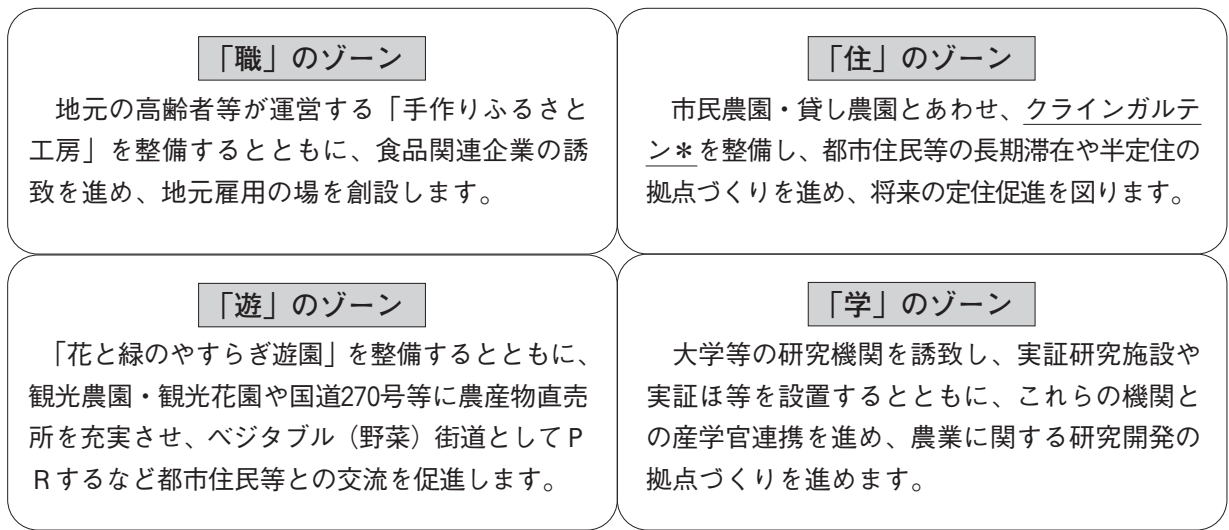 「職」のゾーン
地元の高齢者等が運営する「手作りふるさと
工房」を整備するとともに、食品関連企業の誘
致を進め、地元雇用の場を創設します。
「住」のゾーン
市民農園・貸し農園とあわせ、クラインガルテ
ン＊を整備し、都市住民等の長期滞在や半定住の
拠点づくりを進め、将来の定住促進を図ります。
「遊」のゾーン
「花と緑のやすらぎ遊園」を整備するとともに、
観光農園・観光花園や国道270号等に農産物直売
所を充実させ、ベジタブル（野菜）街道としてＰ
Ｒするなど都市住民等との交流を促進します。
「学」のゾーン
大学等の研究機関を誘致し、実証研究施設や
実証ほ等を設置するとともに、これらの機関と
の産学官連携を進め、農業に関する研究開発の
拠点づくりを進めます。